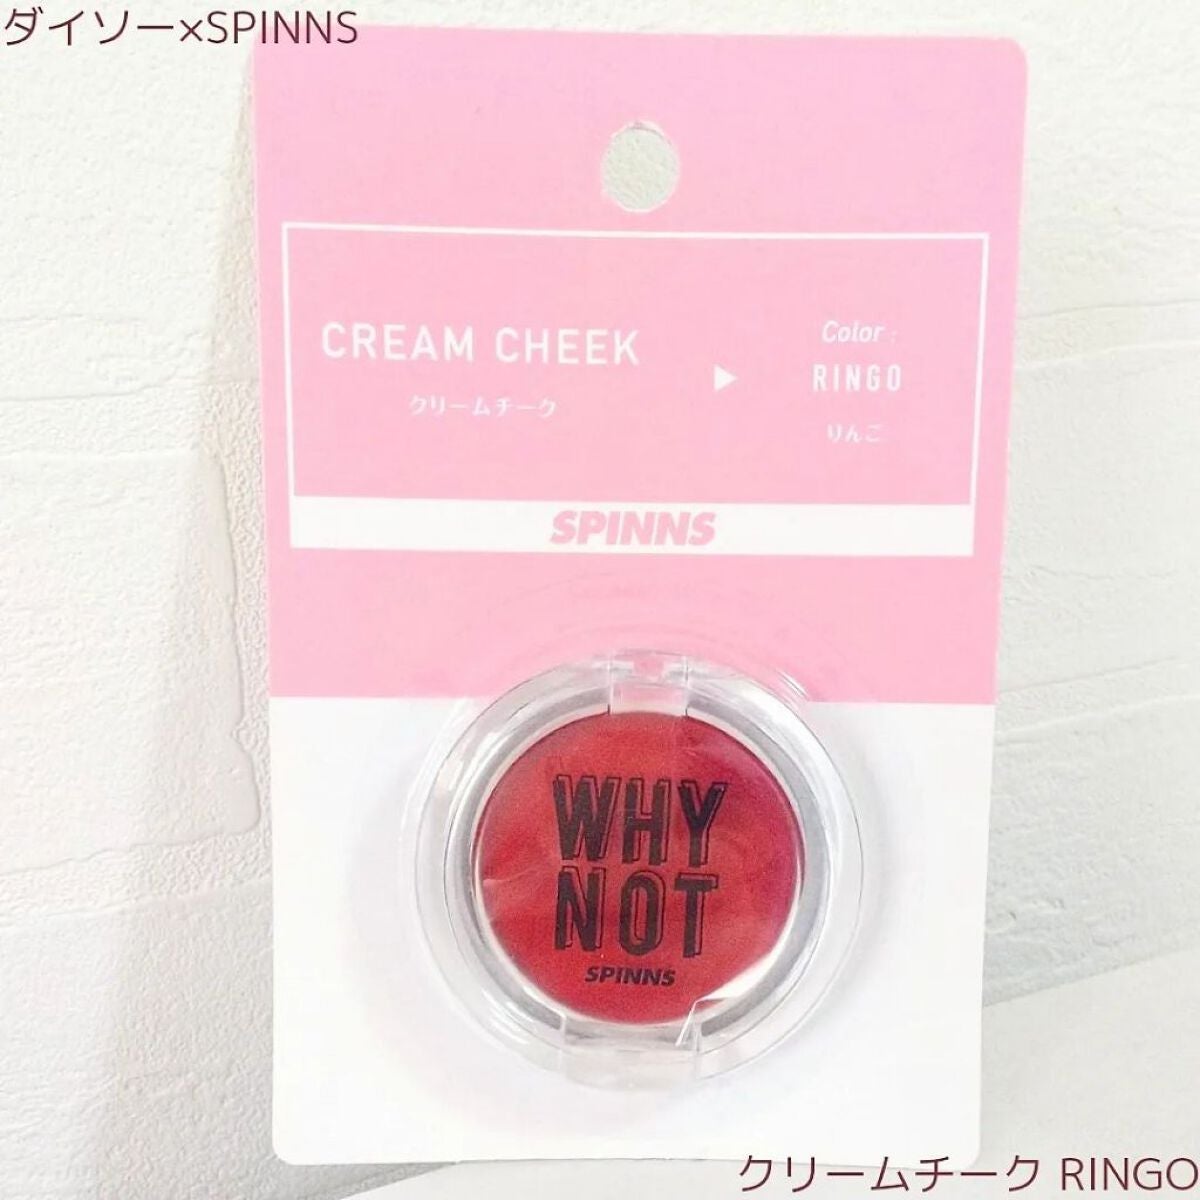 ダイソー×SPINNS
CREAM CHEEK
クリームチーク
▶
Color :
RINGO
りんご
SPINNS
WHY
NOT
SPINNS
クリームチーク RINGO